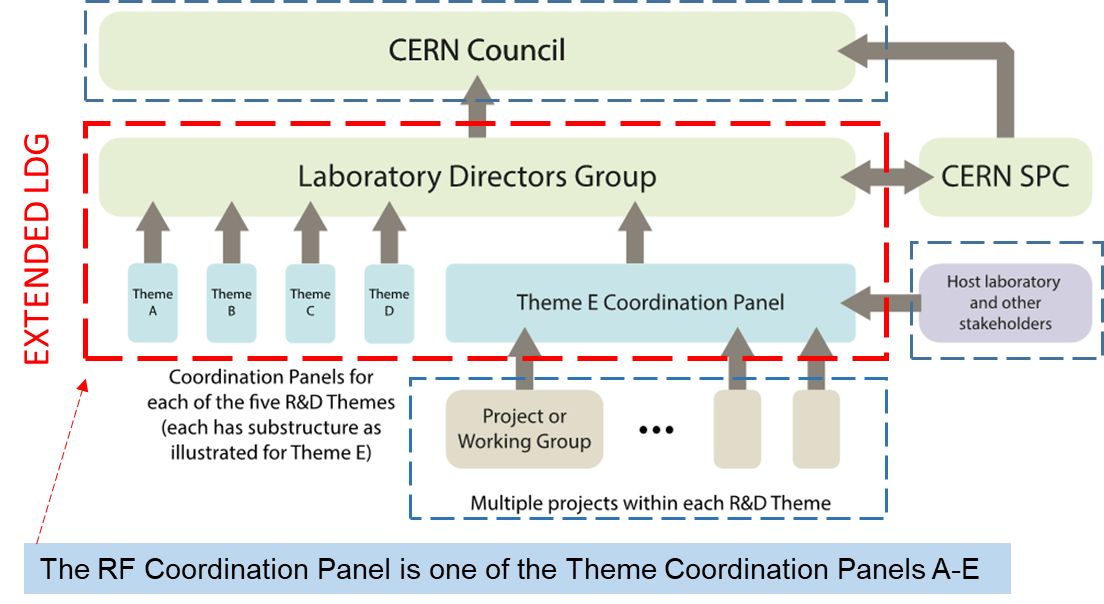 CERN Council
EXTENDED LDG
Laboratory Directors Group
CERN SPC
Theme
A
Theme
B
Theme
C
Theme
D
Theme E Coordination Panel
Host laboratory
and other
stakeholders
Coordination Panels for
each of the five R&D Themes
(each has substructure as
illustrated for Theme E)
Project or
Working Group
•••
Multiple projects within each R&D Theme
The RF Coordination Panel is one of the Theme Coordination Panels A-E